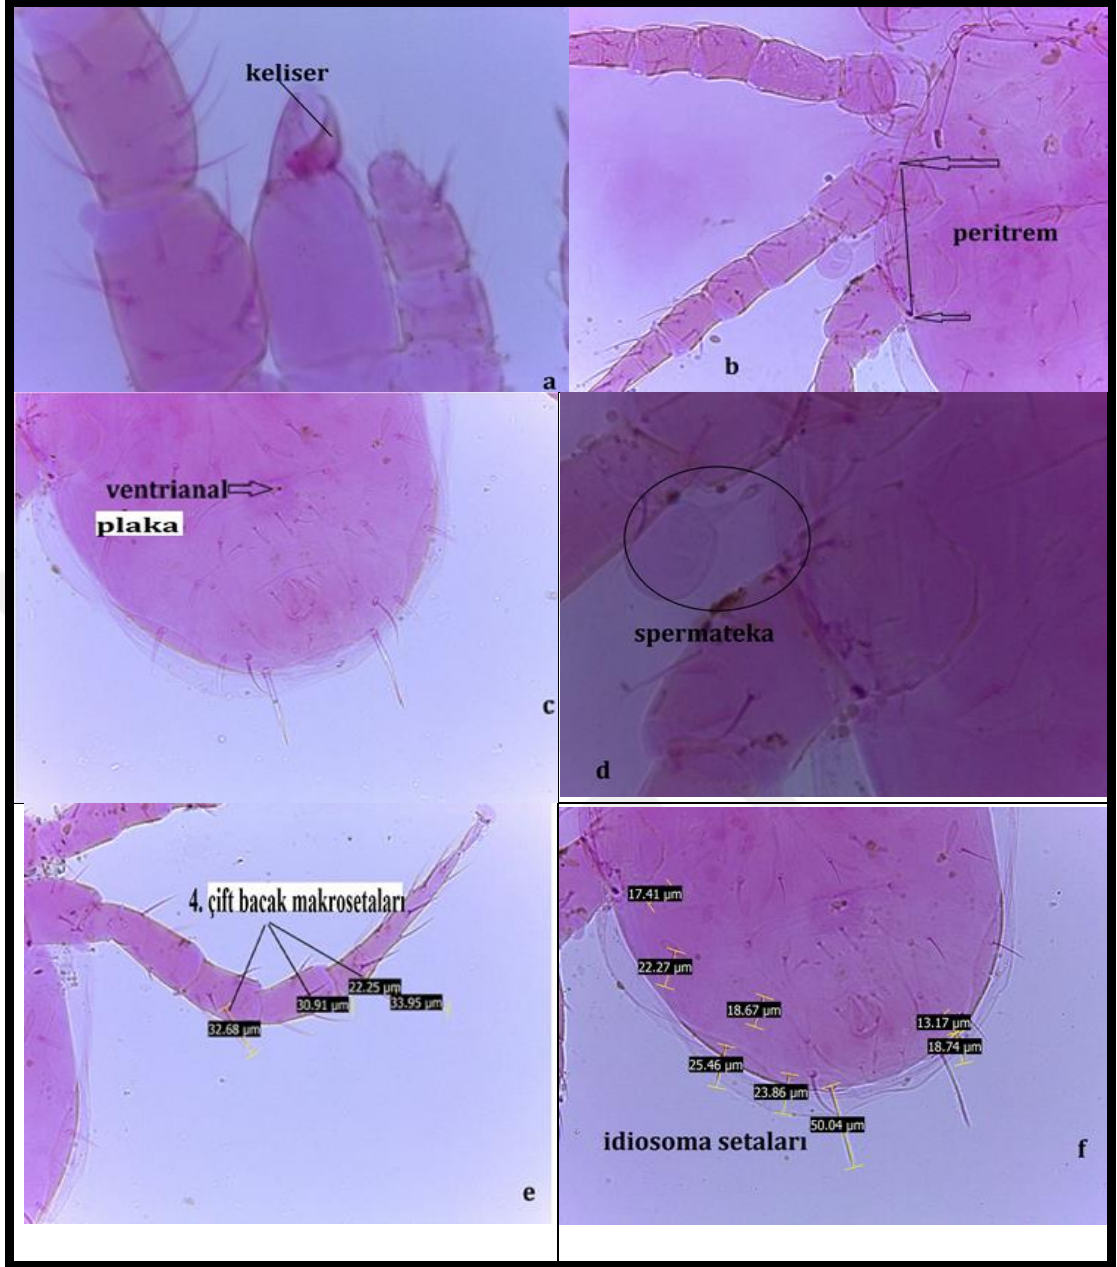 keliser
a
peritrem
b
ventrianal
plaka
c
spermateka
d
4. çift bacak makrosetaları
22.25 µm
30.91 µm
33.95 µm
32.68 µm
e
17.41 µm
22.27 µm
18.67 µm
13.17 µm
18.74 µm
25.46 µm
23.86 µm
50.04 µm
idiosoma setaları
f